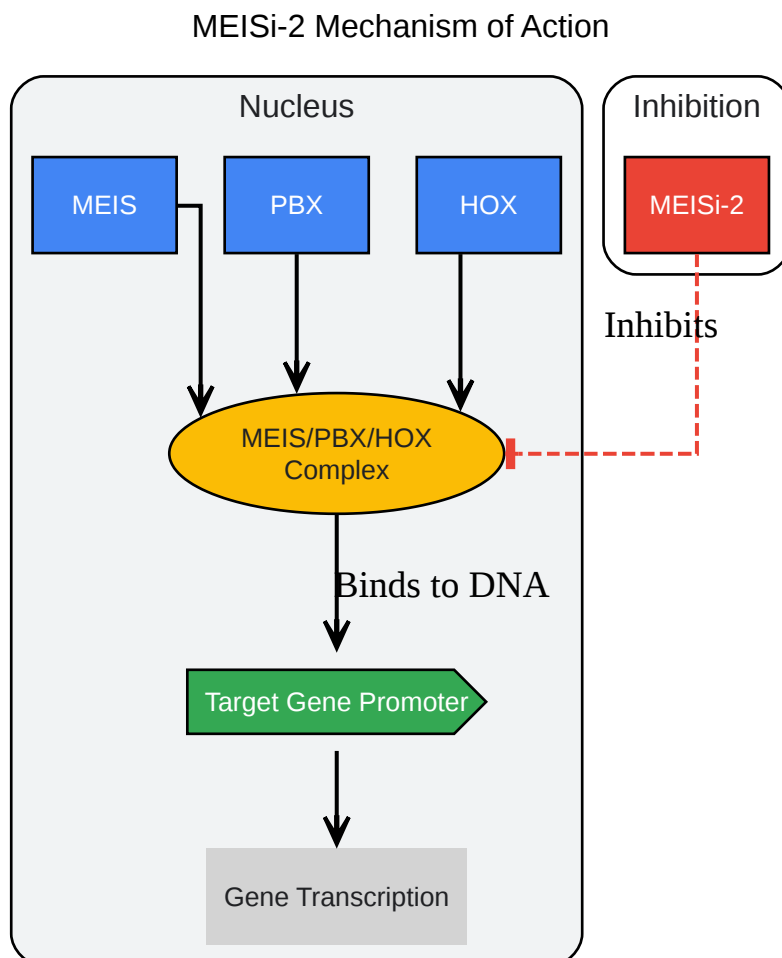 MEISi-2 Mechanism of Action
Nucleus
Inhibition
MEIS
PBX
HOX
MEISi-2
Inhibits
MEIS/PBX/HOX
Complex
Binds to DNA
Target Gene Promoter
Gene Transcription